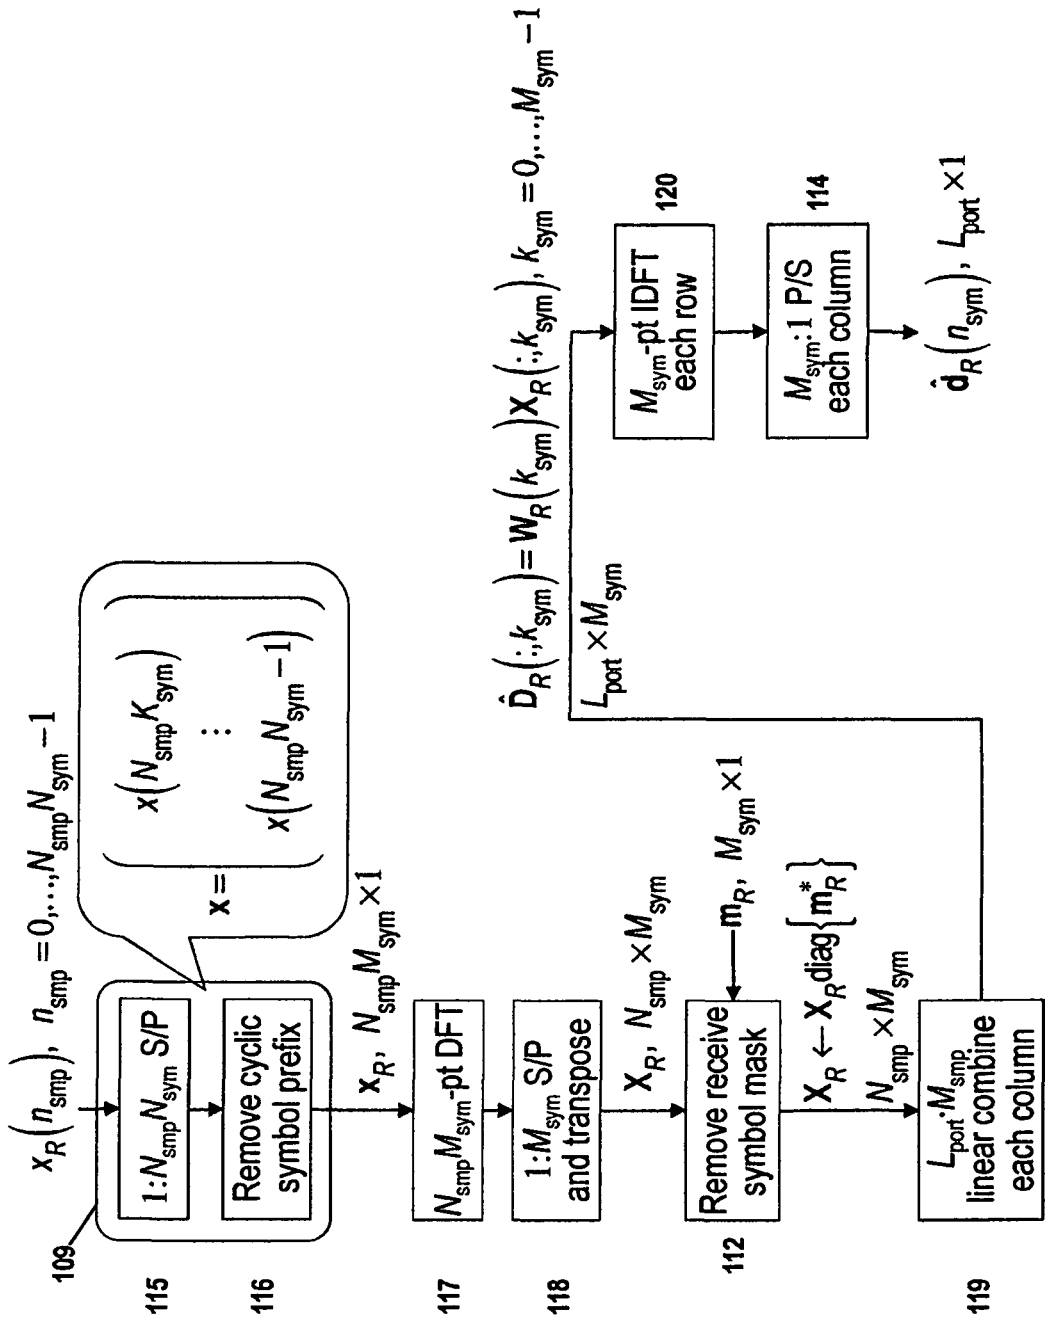 x_R(n_smp), n_smp = 0,…,N_smp N_sym −1
109
115
1:N_smp N_sym S/P
116
Remove cyclic
symbol prefix
x = ( x(N_smp K_sym)
⋮
x(N_smp N_sym −1) )
x_R, N_smp M_sym ×1
117
N_smp M_sym-pt DFT
118
1:M_sym S/P
and transpose
X_R, N_smp × M_sym
112
Remove receive
symbol mask
m_R, M_sym ×1
X_R ← X_R diag{m*_R}
N_smp × M_sym
119
L_port·M_smp
linear combine
each column
D̂_R(:,k_sym) = W_R(k_sym)X_R(:,k_sym), k_sym = 0,…,M_sym −1
L_port × M_sym
M_sym-pt IDFT
each row
120
M_sym:1 P/S
each column
114
d̂_R(n_sym), L_port ×1